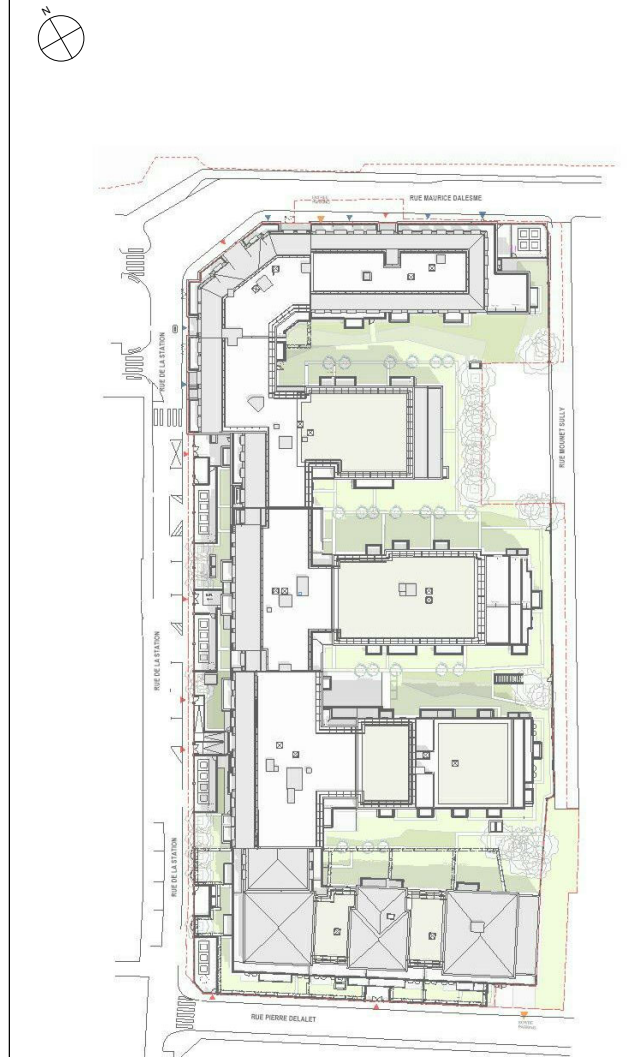 N
RUE MAURICE DALESME
RUE DE LA STATION
RUE MOUNET SULLY
RUE DE LA STATION
RUE DE LA STATION
RUE PIERRE DELALET